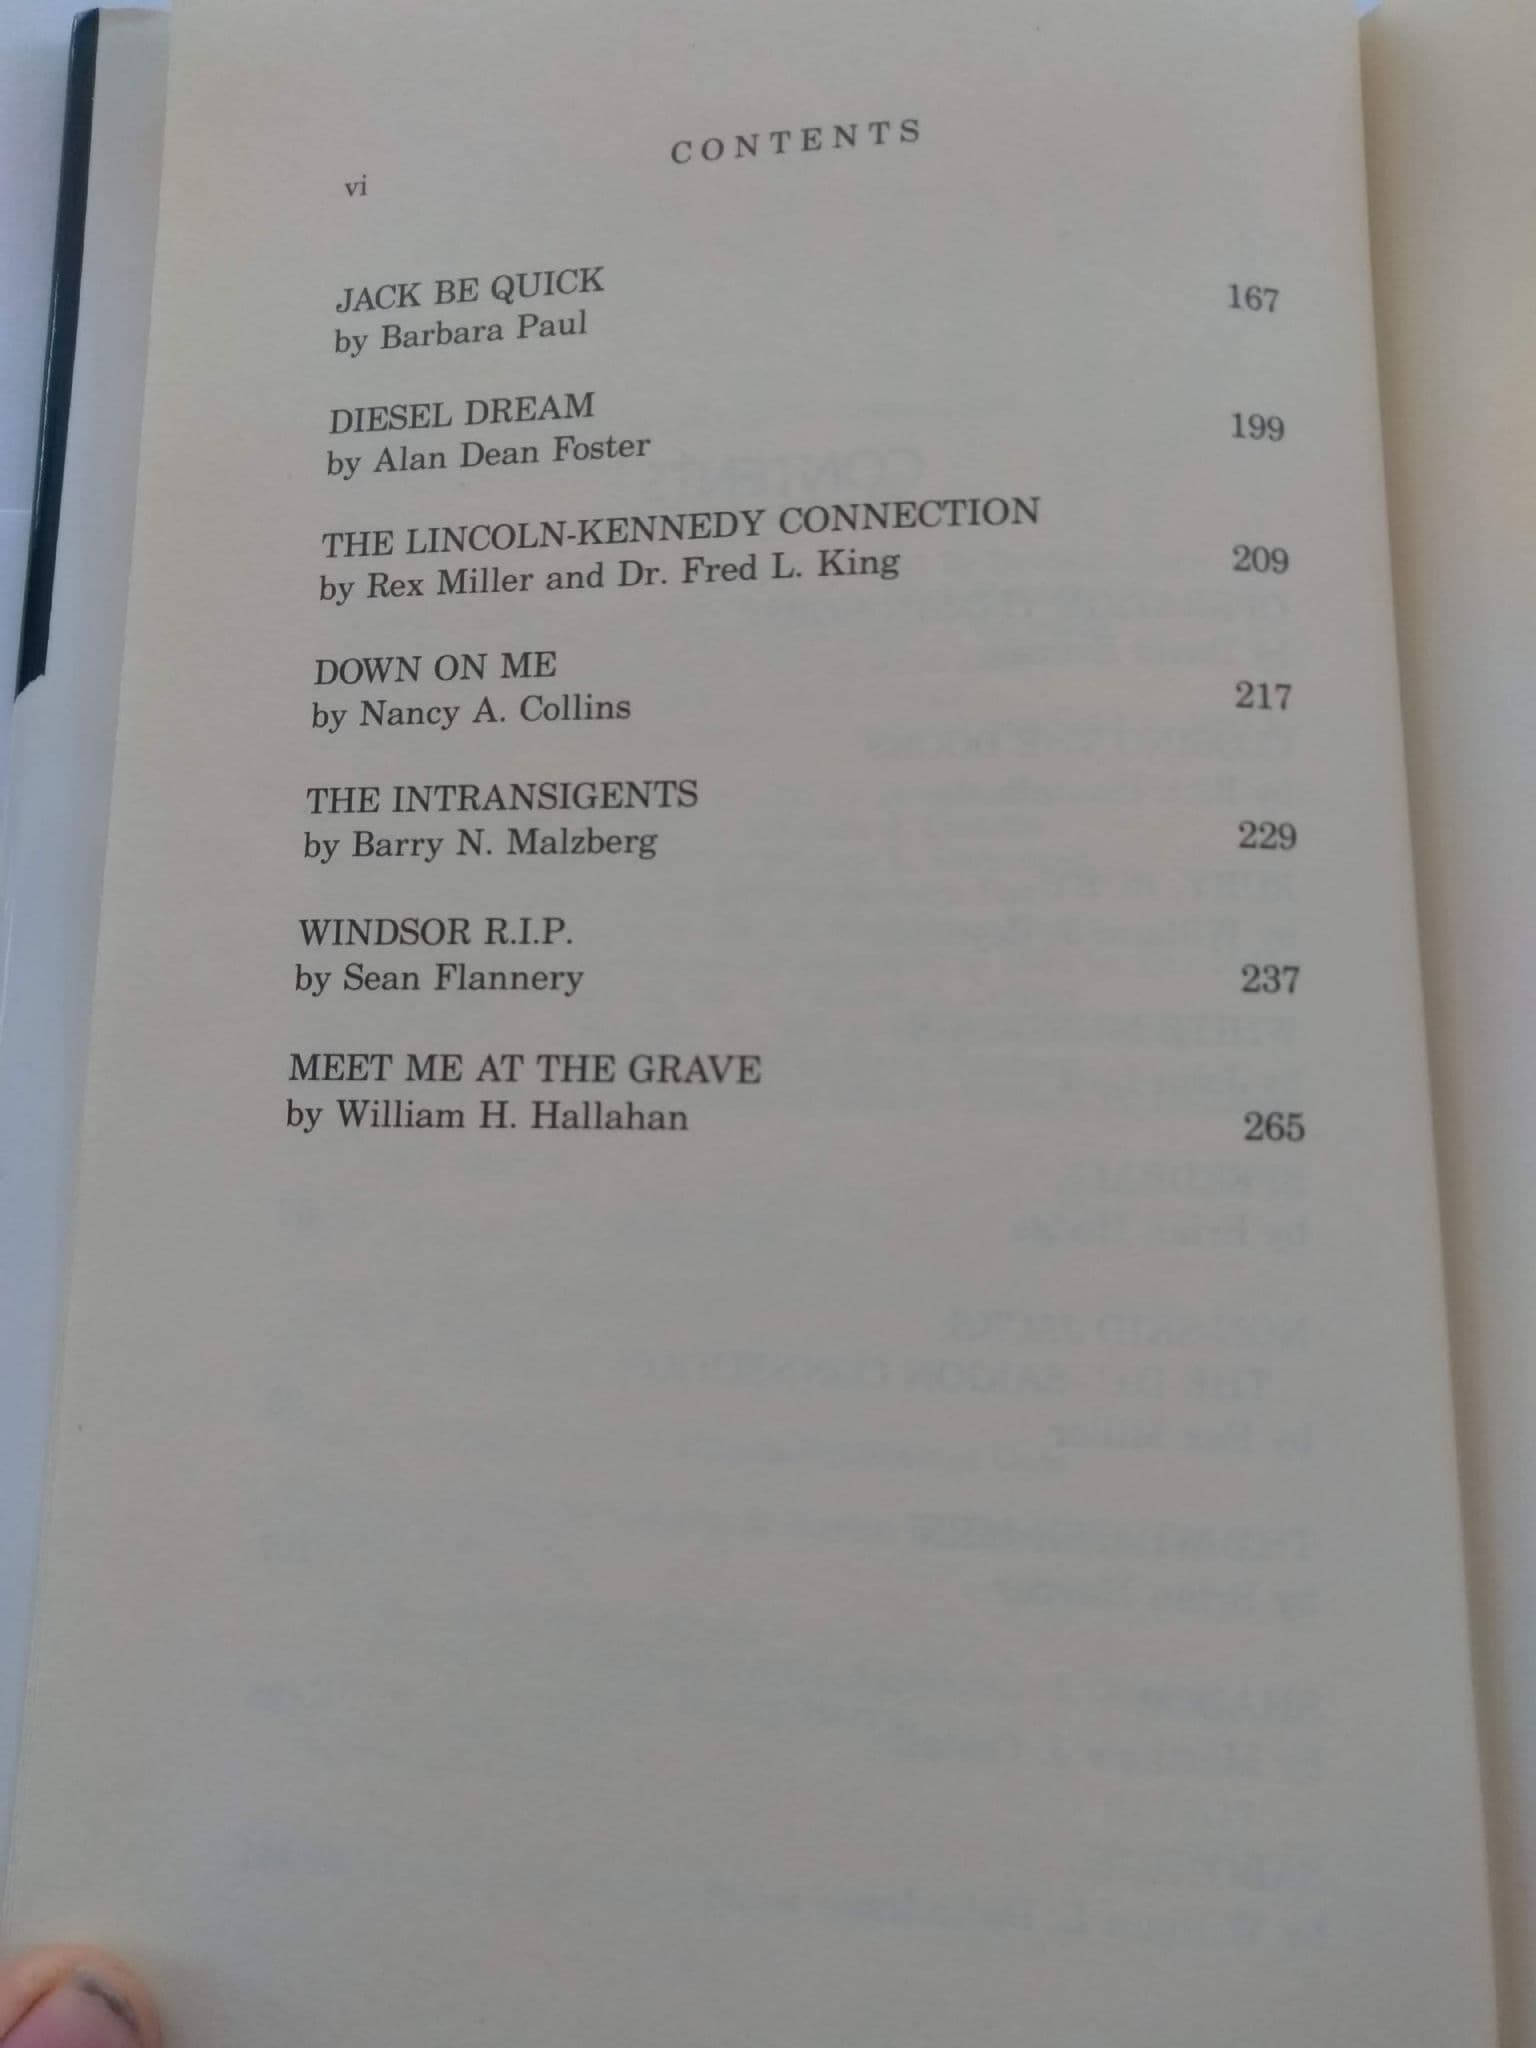 CONTENTS
vi
JACK BE QUICK 167
by Barbara Paul
DIESEL DREAM 199
by Alan Dean Foster
THE LINCOLN-KENNEDY CONNECTION 209
by Rex Miller and Dr. Fred L. King
DOWN ON ME 217
by Nancy A. Collins
THE INTRANSIGENTS 229
by Barry N. Malzberg
WINDSOR R.I.P. 237
by Sean Flannery
MEET ME AT THE GRAVE 265
by William H. Hallahan